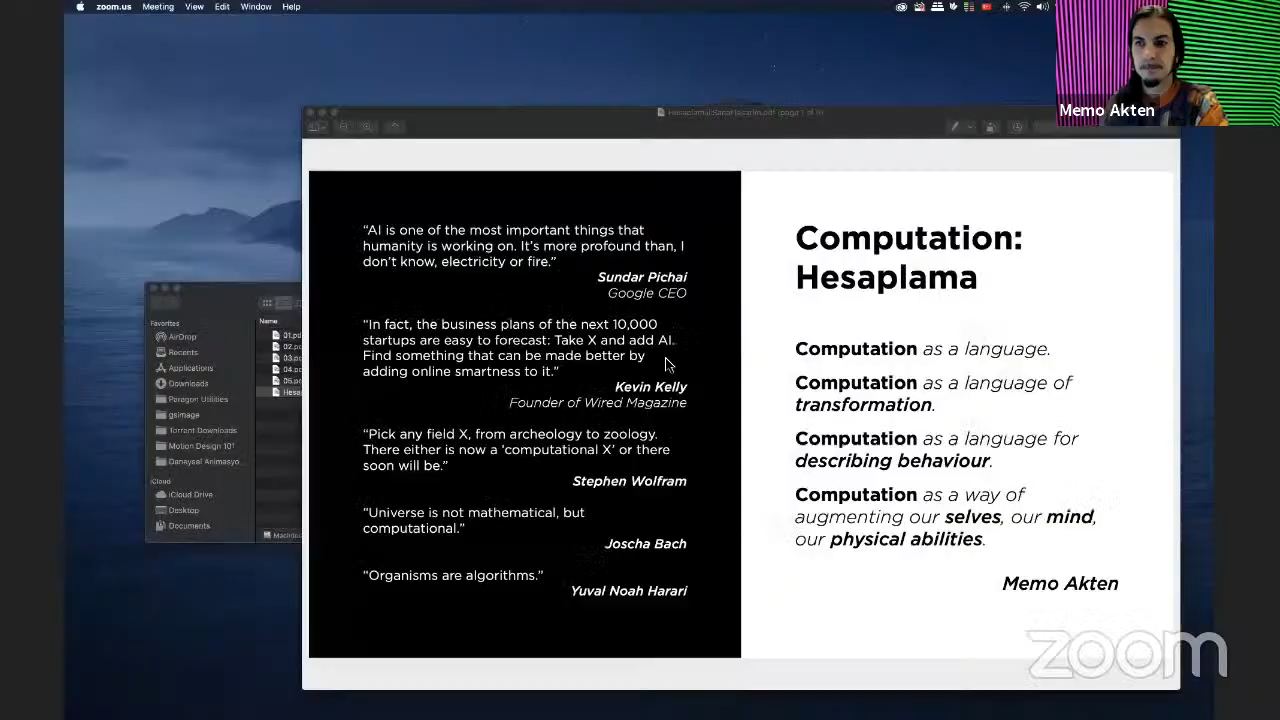 zoom.us Meeting View Edit Window Help
Memo Akten
“AI is one of the most important things that
humanity is working on. It’s more profound than, I
don’t know, electricity or fire.”
Sundar Pichai
Google CEO
“In fact, the business plans of the next 10,000
startups are easy to forecast: Take X and add AI.
Find something that can be made better by
adding online smartness to it.”
Kevin Kelly
Founder of Wired Magazine
“Pick any field X, from archeology to zoology.
There either is now a ‘computational X’ or there
soon will be.”
Stephen Wolfram
“Universe is not mathematical, but
computational.”
Joscha Bach
“Organisms are algorithms.”
Yuval Noah Harari
Computation:
Hesaplama
Computation as a language.
Computation as a language of
transformation.
Computation as a language for
describing behaviour.
Computation as a way of
augmenting our selves, our mind,
our physical abilities.
Memo Akten
Favorites
AirDrop
Recents
Applications
Downloads
Paragon Utilities
gsimage
Torrent Downloads
Motion Design 101
iCloud
iCloud Drive
Desktop
Documents
Name
zoom